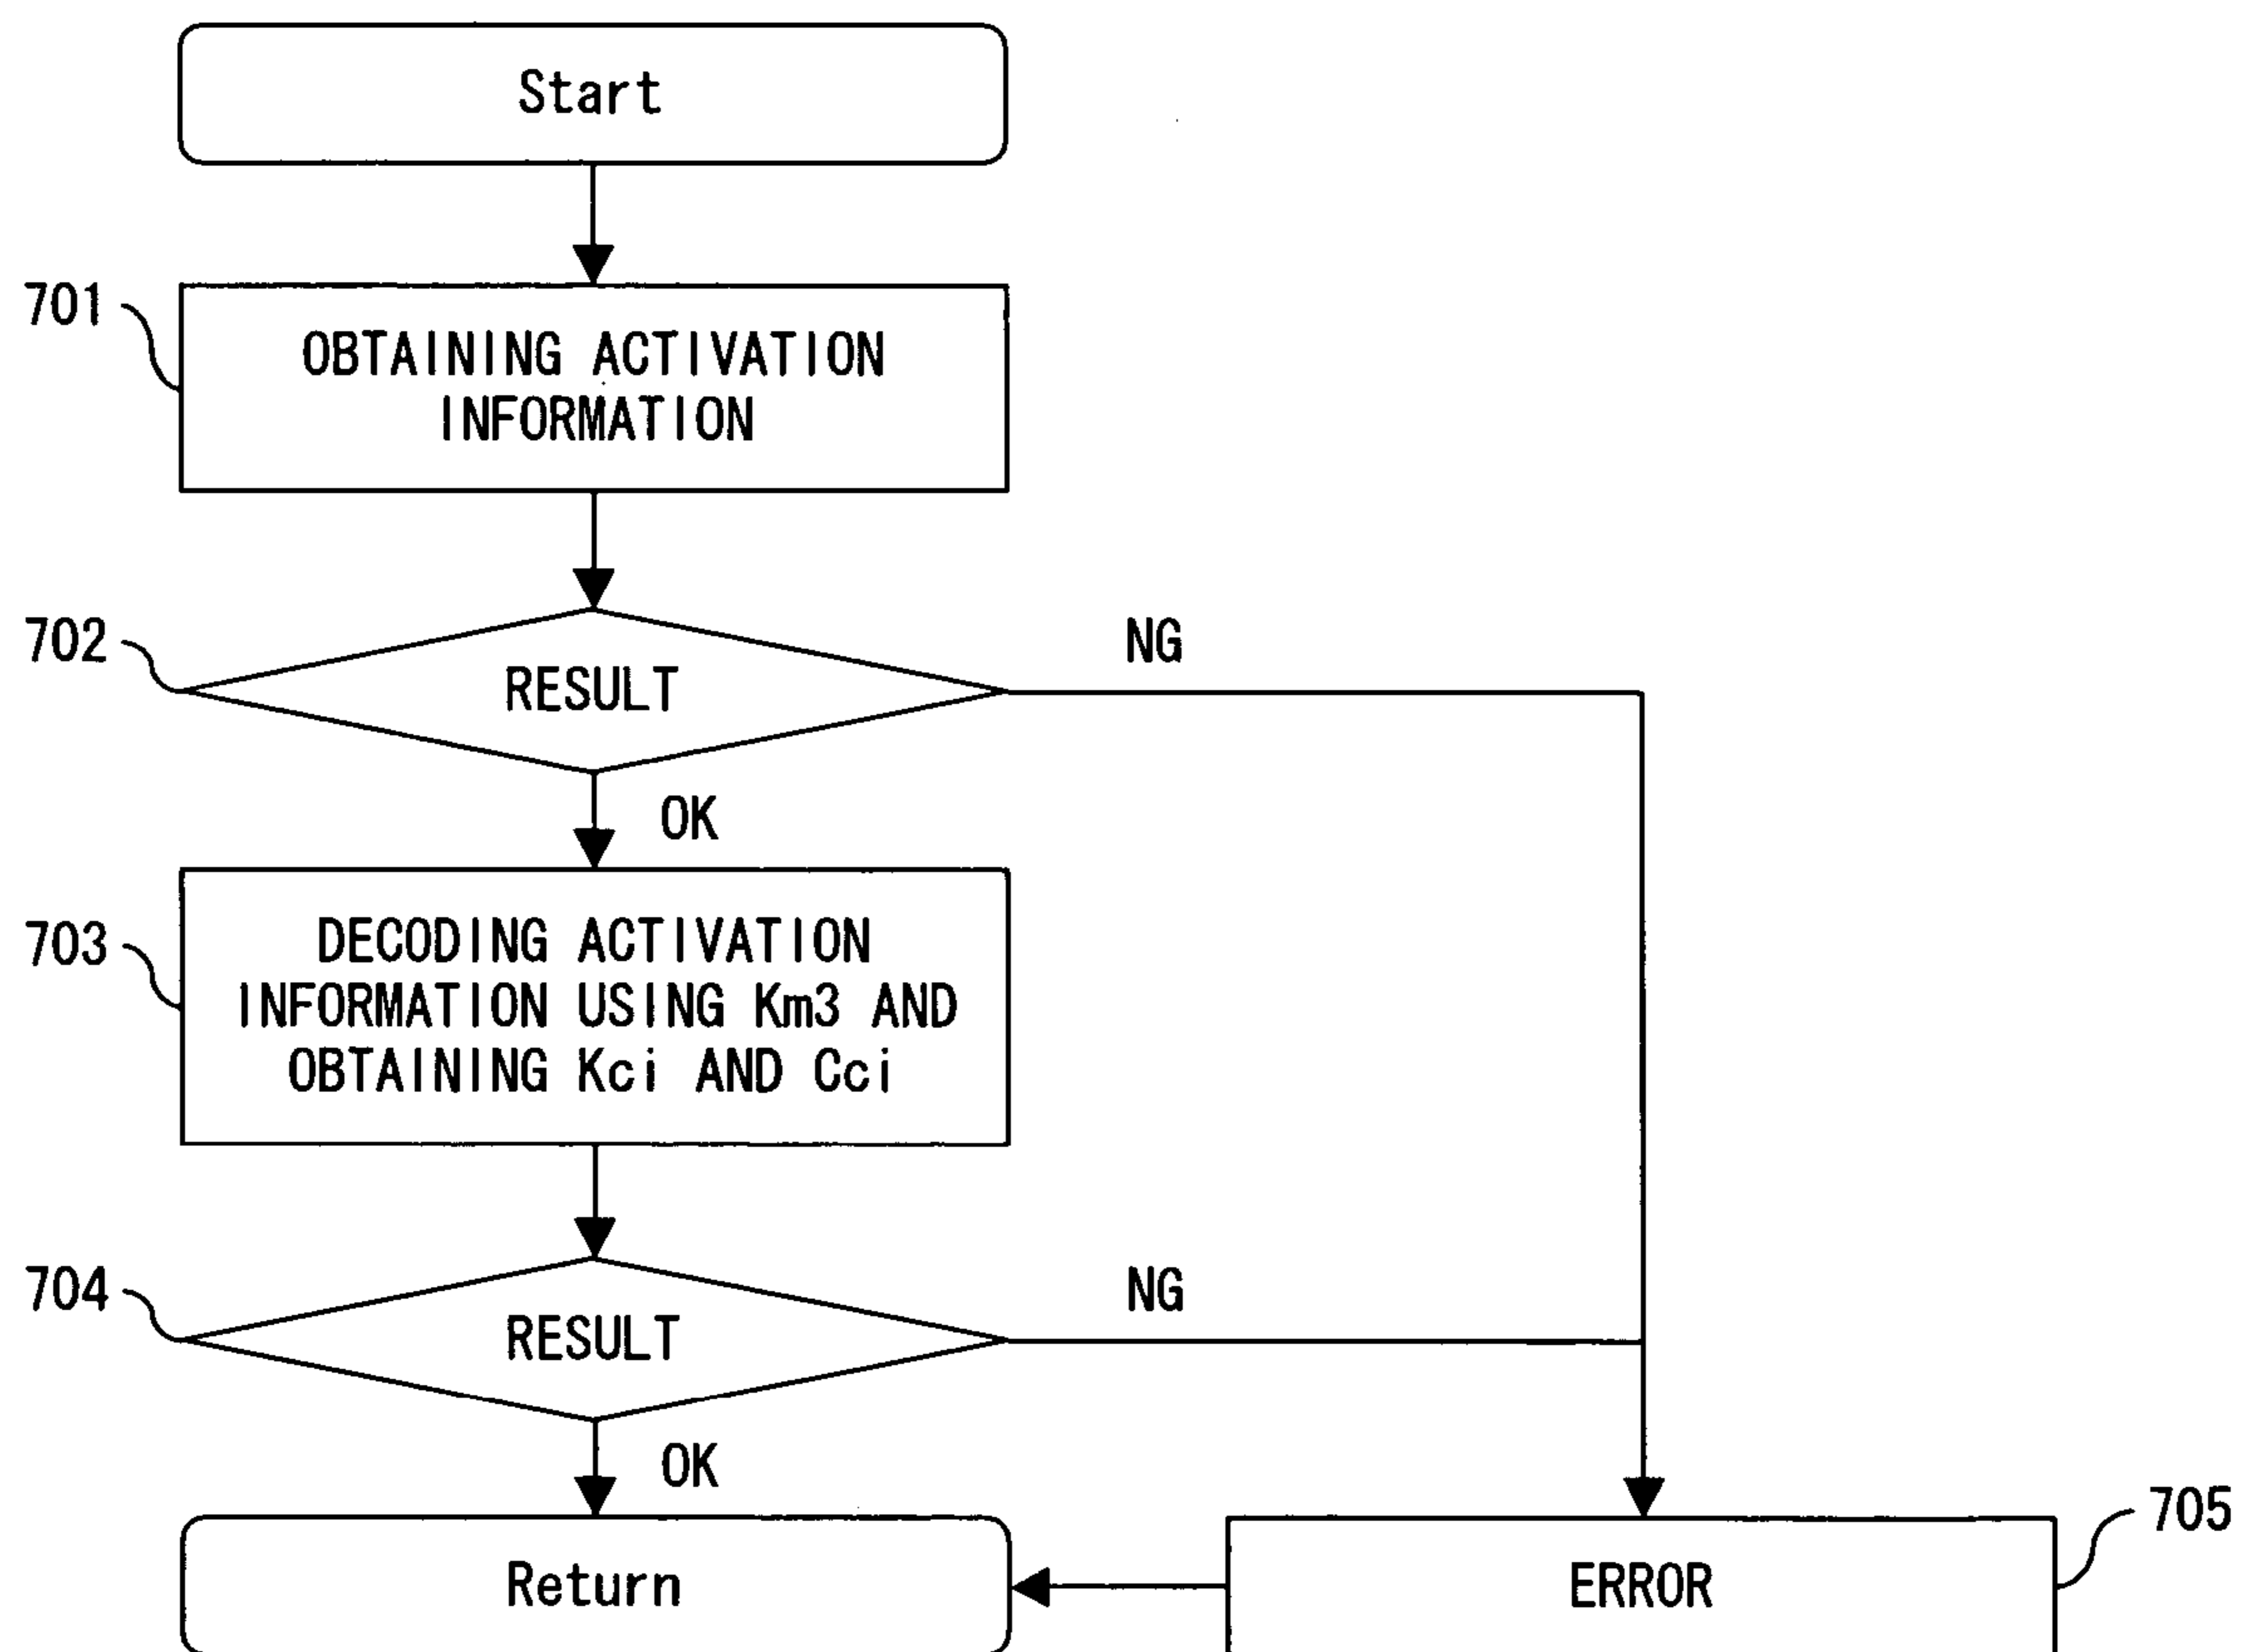 Start
701
OBTAINING ACTIVATION
INFORMATION
702
RESULT
NG
OK
703
DECODING ACTIVATION
INFORMATION USING Km3 AND
OBTAINING Kci AND Cci
704
RESULT
NG
OK
Return
ERROR
705